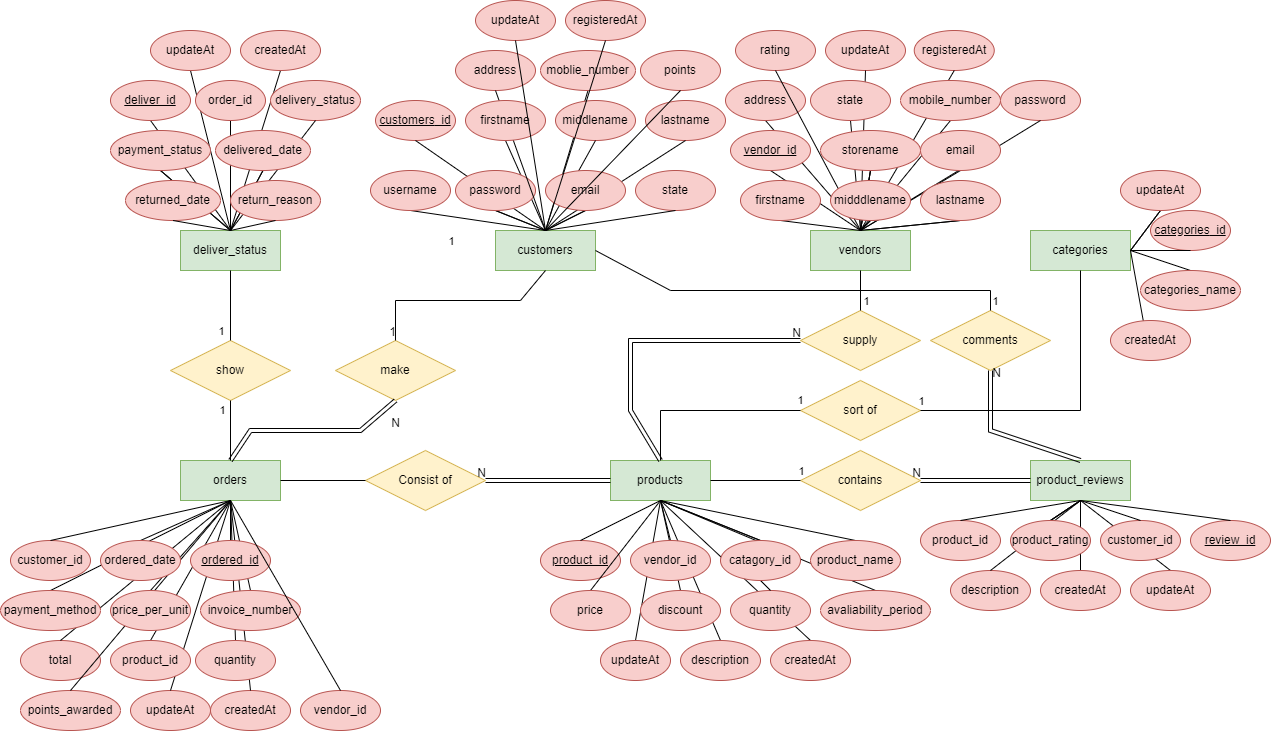 updateAt
registeredAt
updateAt
createdAt
rating
updateAt
registeredAt
address
moblie_number
points
deliver_id
order_id
delivery_status
address
state
mobile_number
password
customers_id
firstname
middlename
lastname
payment_status
delivered_date
vendor_id
storename
email
username
password
email
state
updateAt
returned_date
return_reason
firstname
midddlename
lastname
categories_id
1
deliver_status
customers
vendors
categories
categories_name
1
1
1
1
N
supply
comments
createdAt
show
make
N
1
N
1
sort of
1
Consist of
N
1
contains
N
orders
products
product_reviews
customer_id
ordered_date
ordered_id
product_id
vendor_id
catagory_id
product_name
product_id
product_rating
customer_id
review_id
payment_method
price_per_unit
invoice_number
price
discount
quantity
avaliability_period
description
createdAt
updateAt
total
product_id
quantity
updateAt
description
createdAt
points_awarded
updateAt
createdAt
vendor_id